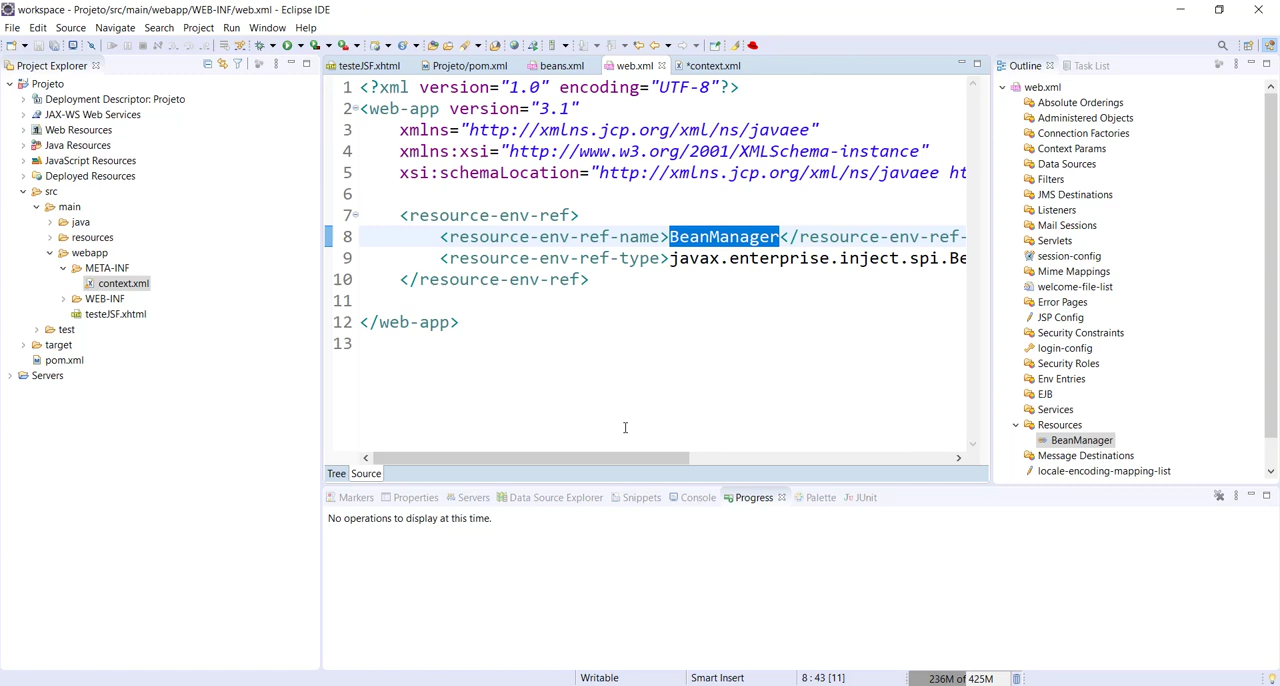 workspace - Projeto/src/main/webapp/WEB-INF/web.xml - Eclipse IDE
File Edit Source Navigate Search Project Run Window Help
Project Explorer
Projeto
Deployment Descriptor: Projeto
JAX-WS Web Services
Web Resources
Java Resources
JavaScript Resources
Deployed Resources
src
main
java
resources
webapp
META-INF
context.xml
WEB-INF
testeJSF.xhtml
test
target
pom.xml
Servers
testeJSF.xhtml Projeto/pom.xml beans.xml web.xml *context.xml
1 <?xml version="1.0" encoding="UTF-8"?>
2 <web-app version="3.1"
3 xmlns="http://xmlns.jcp.org/xml/ns/javaee"
4 xmlns:xsi="http://www.w3.org/2001/XMLSchema-instance"
5 xsi:schemaLocation="http://xmlns.jcp.org/xml/ns/javaee ht
6
7 <resource-env-ref>
8 <resource-env-ref-name>BeanManager</resource-env-ref-
9 <resource-env-ref-type>javax.enterprise.inject.spi.Be
10 </resource-env-ref>
11
12 </web-app>
13
Tree Source
Outline Task List
web.xml
Absolute Orderings
Administered Objects
Connection Factories
Context Params
Data Sources
Filters
JMS Destinations
Listeners
Mail Sessions
Servlets
session-config
Mime Mappings
welcome-file-list
Error Pages
JSP Config
Security Constraints
login-config
Security Roles
Env Entries
EJB
Services
Resources
BeanManager
Message Destinations
locale-encoding-mapping-list
Markers Properties Servers Data Source Explorer Snippets Console Progress Palette JUnit
No operations to display at this time.
Writable Smart Insert 8 : 43 [11] 236M of 425M